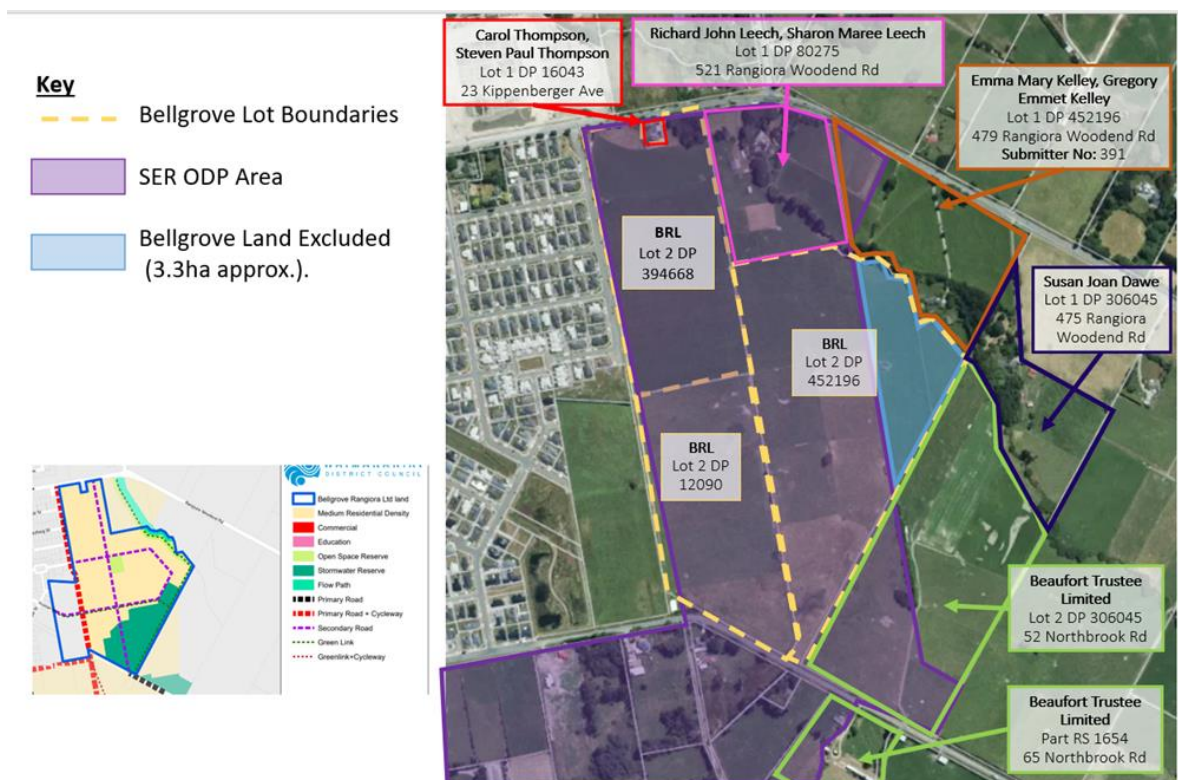 Key
Bellgrove Lot Boundaries
SER ODP Area
Bellgrove Land Excluded
(3.3ha approx.).
Carol Thompson,
Steven Paul Thompson
Lot 1 DP 16043
23 Kippenberger Ave
Richard John Leech, Sharon Maree Leech
Lot 1 DP 80275
521 Rangiora Woodend Rd
Emma Mary Kelley, Gregory
Emmet Kelley
Lot 1 DP 452196
479 Rangiora Woodend Rd
Submitter No: 391
Susan Joan Dawe
Lot 1 DP 306045
475 Rangiora
Woodend Rd
BRL
Lot 2 DP
394668
BRL
Lot 2 DP
452196
BRL
Lot 2 DP
12090
Beaufort Trustee
Limited
Lot 2 DP 306045
52 Northbrook Rd
Beaufort Trustee
Limited
Part RS 1654
65 Northbrook Rd
DISTRICT COUNCIL
Bellgrove Rangiora Ltd land
Medium Residential Density
Commercial
Education
Open Space Reserve
Stormwater Reserve
Flow Path
Primary Road
Primary Road + Cycleway
Secondary Road
Green Link
Greenlink+Cycleway